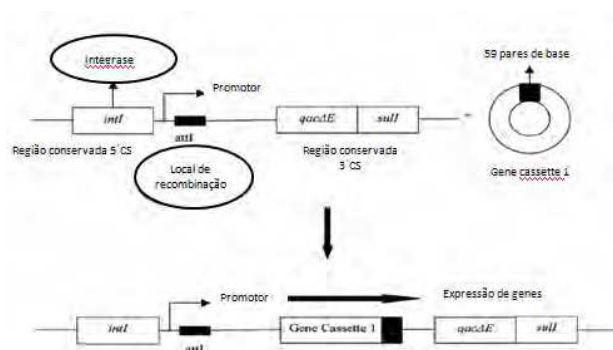 Integrase
59 pares de base
Promotor
intI
qacΔE
sulI
attI
Região conservada 5´CS
Região conservada
3´CS
Local de
recombinação
Gene cassette 1
Promotor
Expressão de genes
intI
Gene Cassette 1
qacΔE
sulI
attI